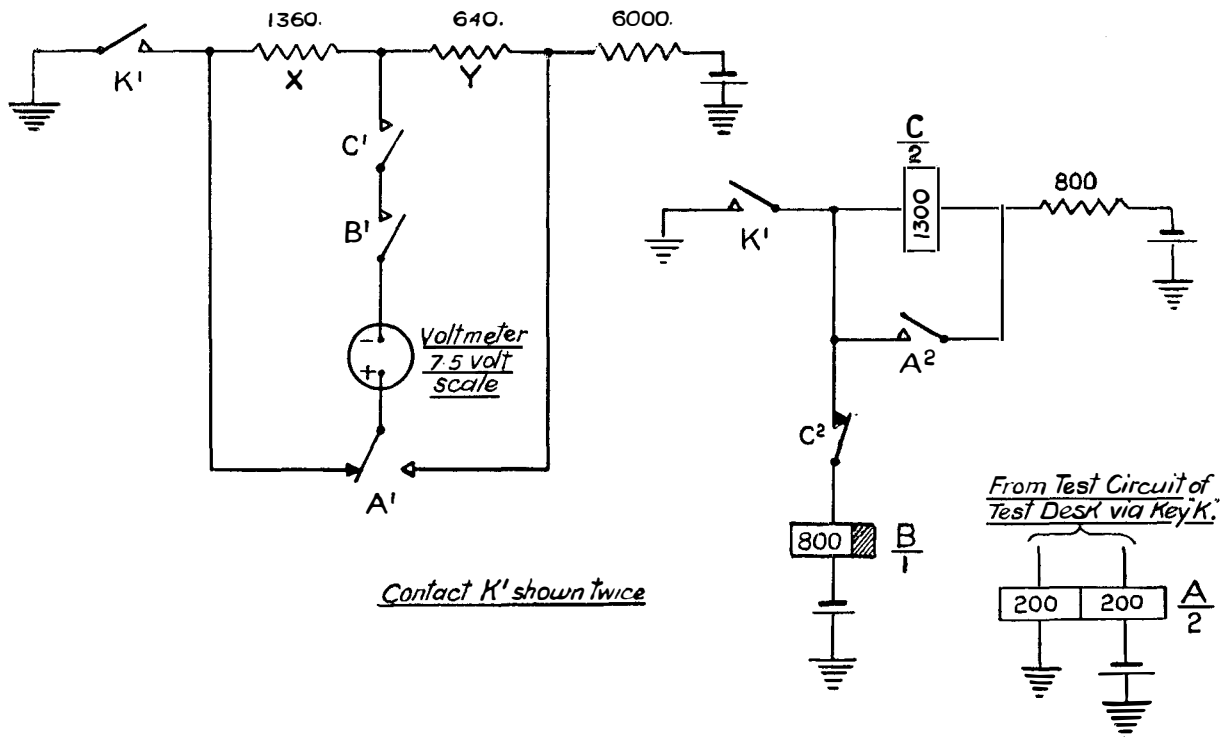 1360.
640.
6000.
K'
X
Y
C'
B'
Voltmeter
7.5 volt
scale
- +
A'
C
2
1300
800
K'
A²
C²
800
B
1
From Test Circuit of
Test Desk via Key "K."
200
200
A
2
Contact K' shown twice